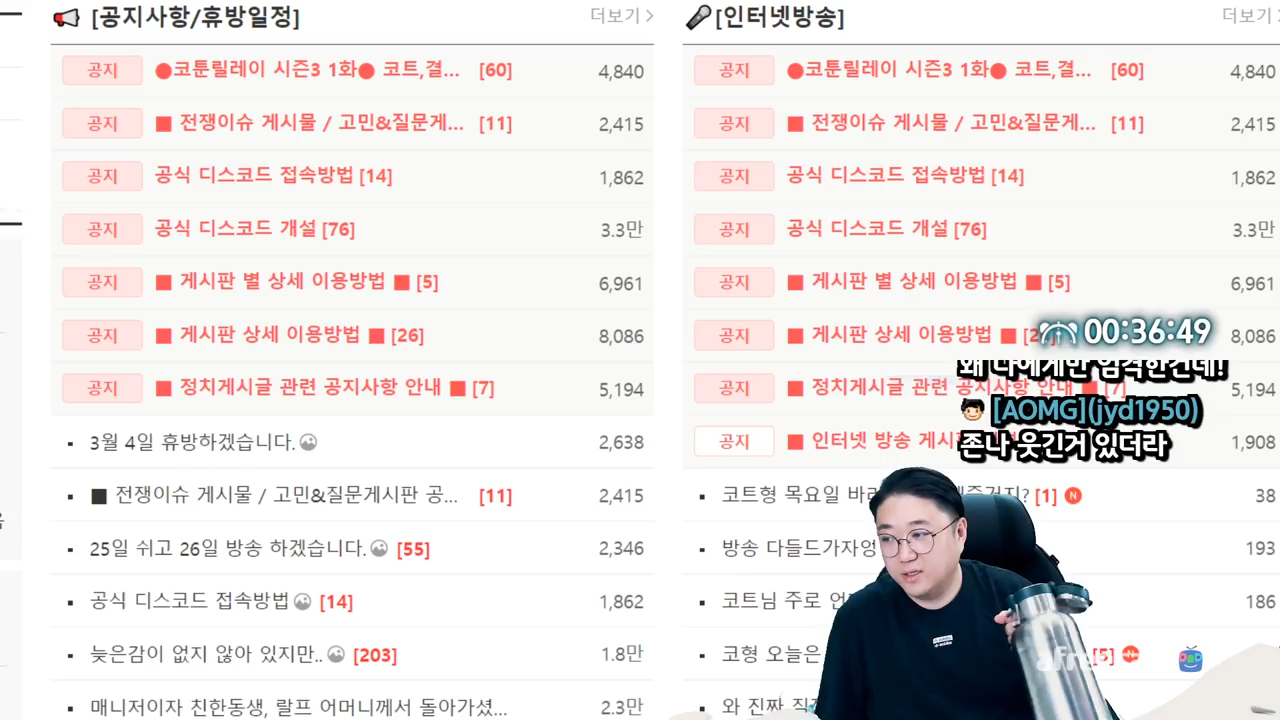 [공지사항/휴방일정]
더보기 >
공지 ●코튼릴레이 시즌3 1화● 코트,결... [60] 4,840
공지 ■ 전쟁이슈 게시물 / 고민&질문게... [11] 2,415
공지 공식 디스코드 접속방법 [14] 1,862
공지 공식 디스코드 개설 [76] 3.3만
공지 ■ 게시판 별 상세 이용방법 ■ [5] 6,961
공지 ■ 게시판 상세 이용방법 ■ [26] 8,086
공지 ■ 정치게시글 관련 공지사항 안내 ■ [7] 5,194
▪ 3월 4일 휴방하겠습니다. 2,638
▪ ■ 전쟁이슈 게시물 / 고민&질문게시판 공... [11] 2,415
▪ 25일 쉬고 26일 방송 하겠습니다. [55] 2,346
▪ 공식 디스코드 접속방법 [14] 1,862
▪ 늦은감이 없지 않아 있지만.. [203] 1.8만
▪ 매니저이자 친한동생, 랄프 어머니께서 돌아가셨... 2.3만
[인터넷방송]
더보기
공지 ●코튼릴레이 시즌3 1화● 코트,결... [60] 4,840
공지 ■ 전쟁이슈 게시물 / 고민&질문게... [11] 2,415
공지 공식 디스코드 접속방법 [14] 1,862
공지 공식 디스코드 개설 [76] 3.3만
공지 ■ 게시판 별 상세 이용방법 ■ [5] 6,961
공지 ■ 게시판 상세 이용방법 ■ 8,086
공지 ■ 정치게시글 관련 공지사항 안내 ■ [7] 5,194
공지 ■ 인터넷 방송 1,908
▪ 코트형 목요일 [1] N 38
▪ 방송 다들드가자엉 193
▪ 코트님 주로 186
▪ 코형 오늘은 [5] N
▪ 와 진짜
00:36:49
왜 나에게만 엄격한건데!
[AOMG](jyd1950)
존나 웃긴거 있더라